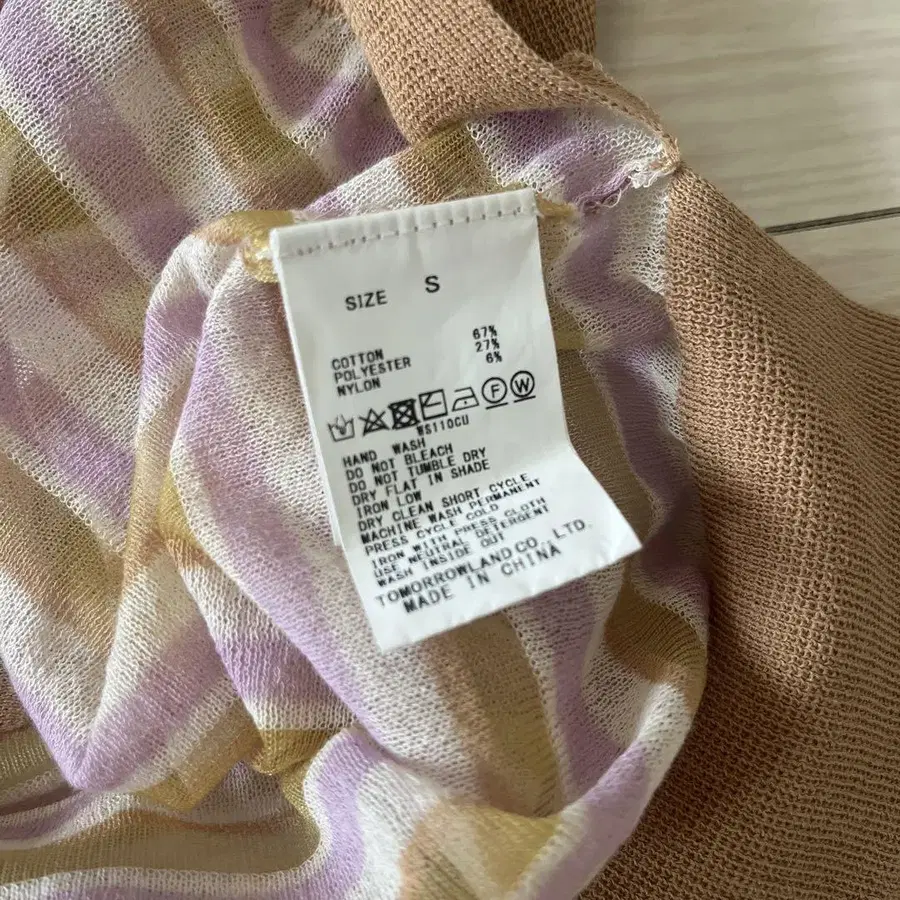 SIZE S
COTTON 67%
POLYESTER 27%
NYLON 6%
F W
WS110CU
HAND WASH
DO NOT BLEACH
DO NOT TUMBLE DRY
DRY FLAT IN SHADE
IRON LOW
DRY CLEAN SHORT CYCLE
MACHINE WASH PERMANENT
PRESS CYCLE COLD
IRON WITH PRESS CLOTH
USE NEUTRAL DETERGENT
WASH INSIDE OUT
TOMORROWLAND CO., LTD.
MADE IN CHINA